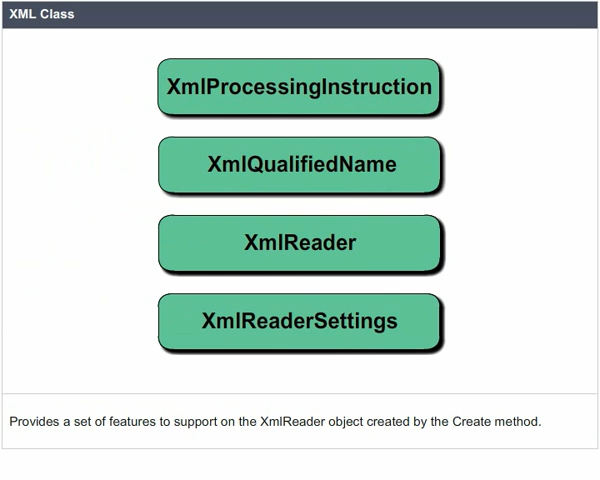 XML Class
XmlProcessingInstruction
XmlQualifiedName
XmlReader
XmlReaderSettings
Provides a set of features to support on the XmlReader object created by the Create method.